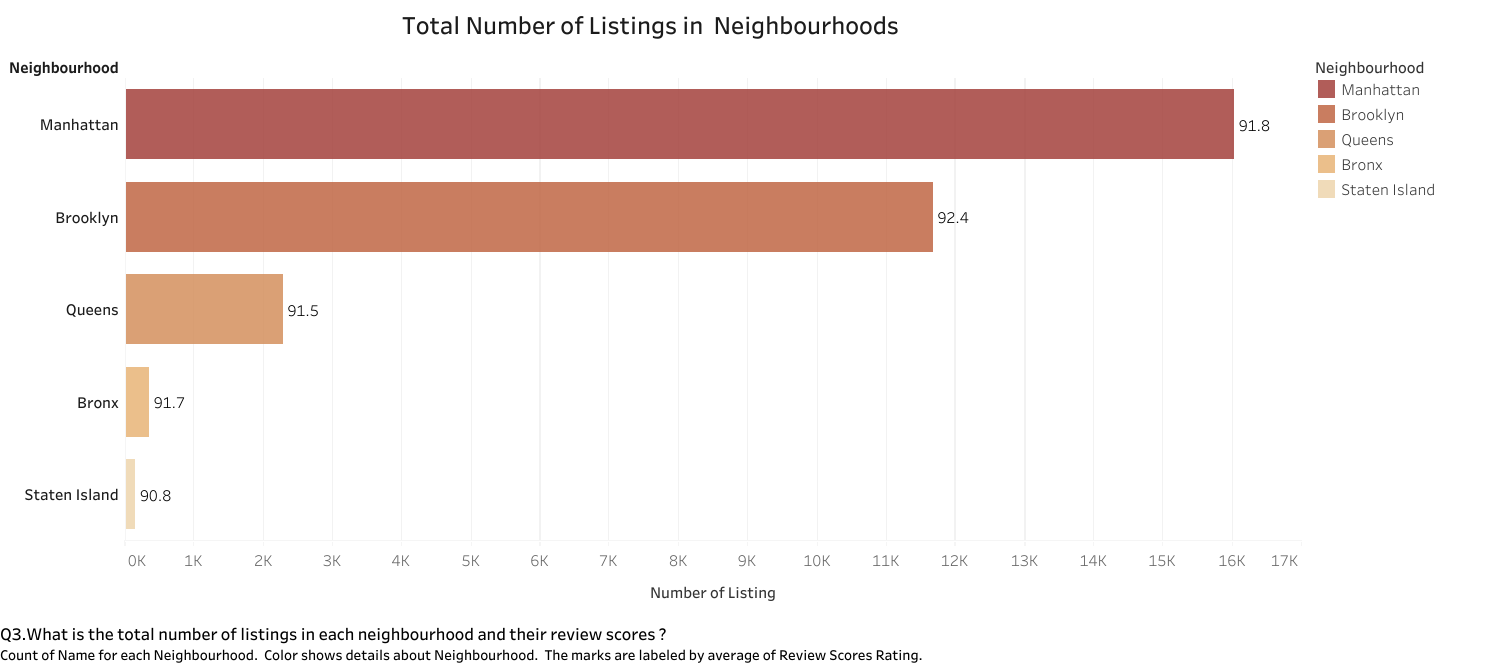 Total Number of Listings in  Neighbourhoods
Neighbourhood
Manhattan
91.8
Brooklyn
92.4
Queens
91.5
Bronx
91.7
Staten Island
90.8
0K 1K 2K 3K 4K 5K 6K 7K 8K 9K 10K 11K 12K 13K 14K 15K 16K 17K
Number of Listing
Neighbourhood
Manhattan
Brooklyn
Queens
Bronx
Staten Island
Q3.What is the total number of listings in each neighbourhood and their review scores ?
Count of Name for each Neighbourhood.  Color shows details about Neighbourhood.  The marks are labeled by average of Review Scores Rating.